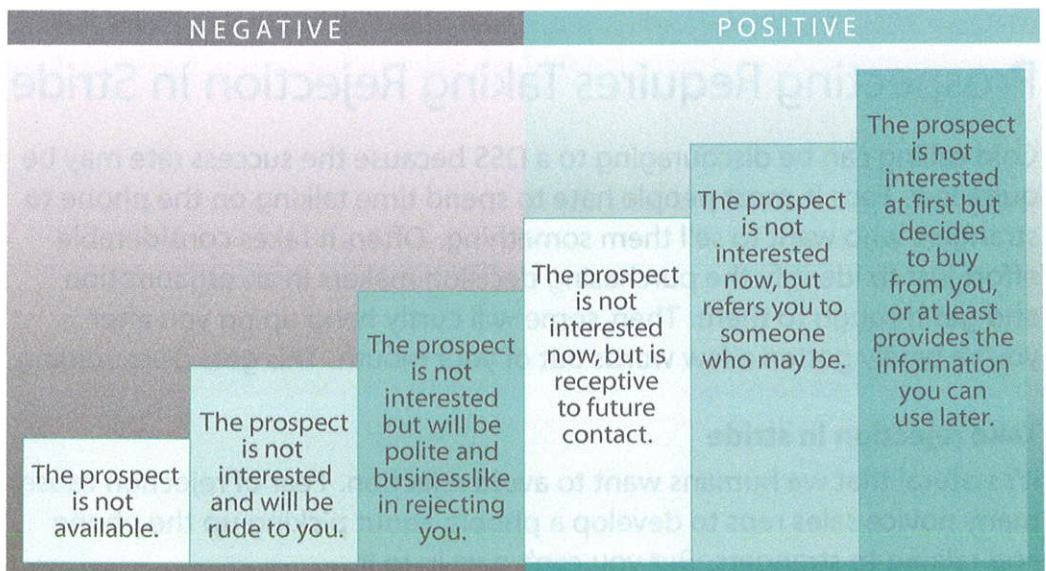 NEGATIVE
POSITIVE
The prospect
is not
available.
The prospect
is not
interested
and will be
rude to you.
The prospect
is not
interested
but will be
polite and
businesslike
in rejecting
you.
The prospect
is not
interested
now, but is
receptive
to future
contact.
The prospect
is not
interested
now, but
refers you to
someone
who may be.
The prospect
is not
interested
at first but
decides
to buy
from you,
or at least
provides the
information
you can
use later.